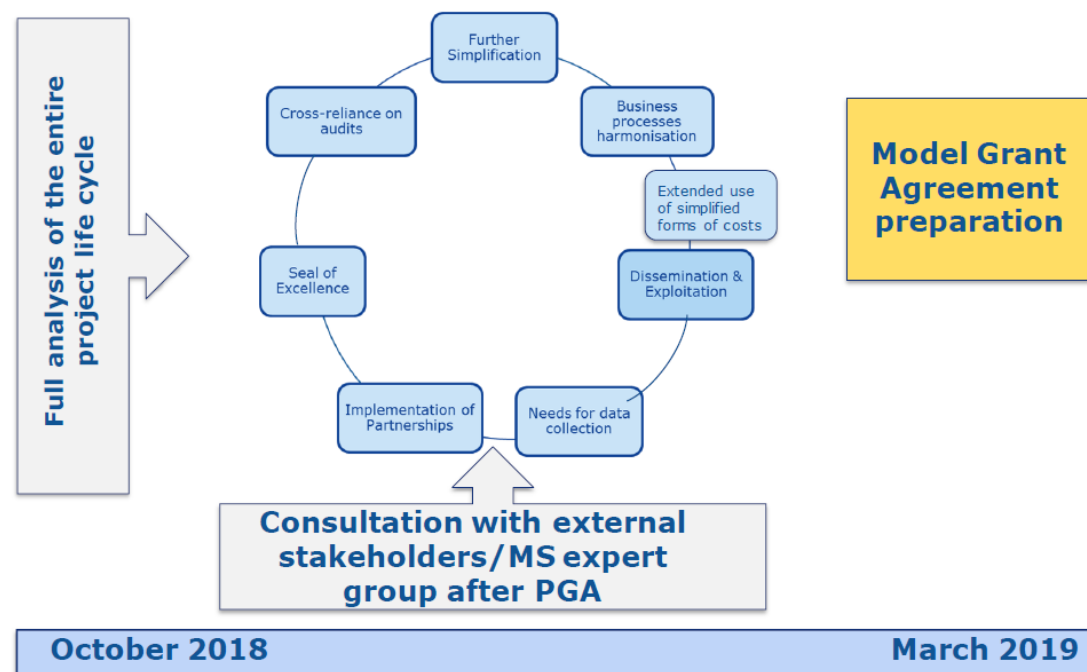 Full analysis of the entire
project life cycle
Further
Simplification
Cross-reliance on
audits
Business
processes
harmonisation
Extended use
of simplified
forms of costs
Seal of
Excellence
Dissemination &
Exploitation
Implementation of
Partnerships
Needs for data
collection
Model Grant
Agreement
preparation
Consultation with external
stakeholders/MS expert
group after PGA
October 2018
March 2019